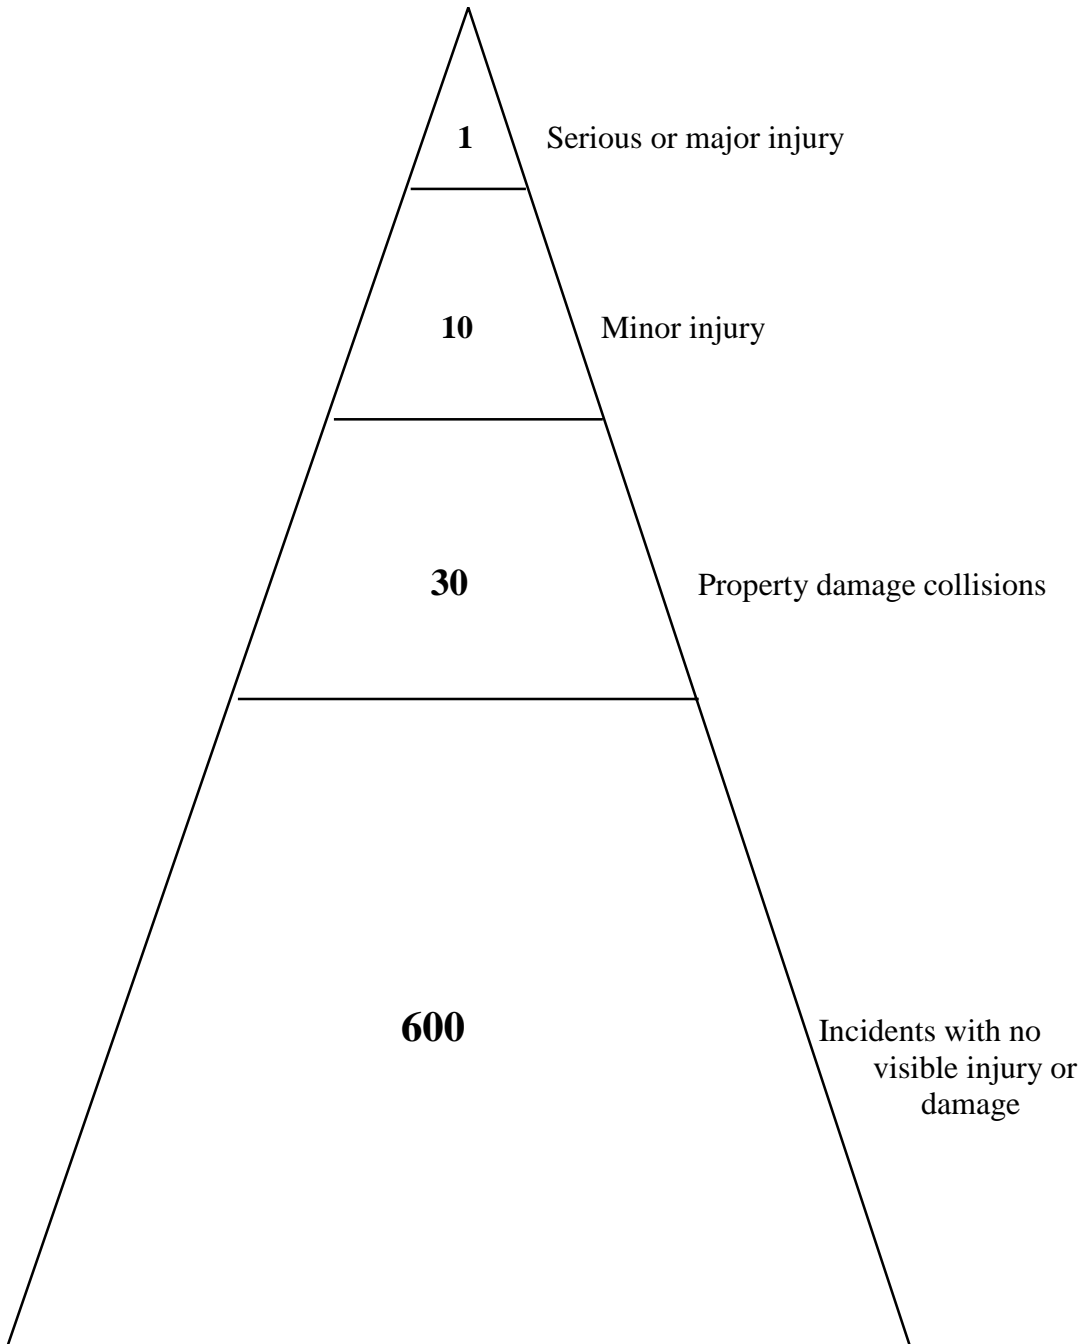 1 Serious or major injury
10 Minor injury
30 Property damage collisions
600 Incidents with no
visible injury or
damage